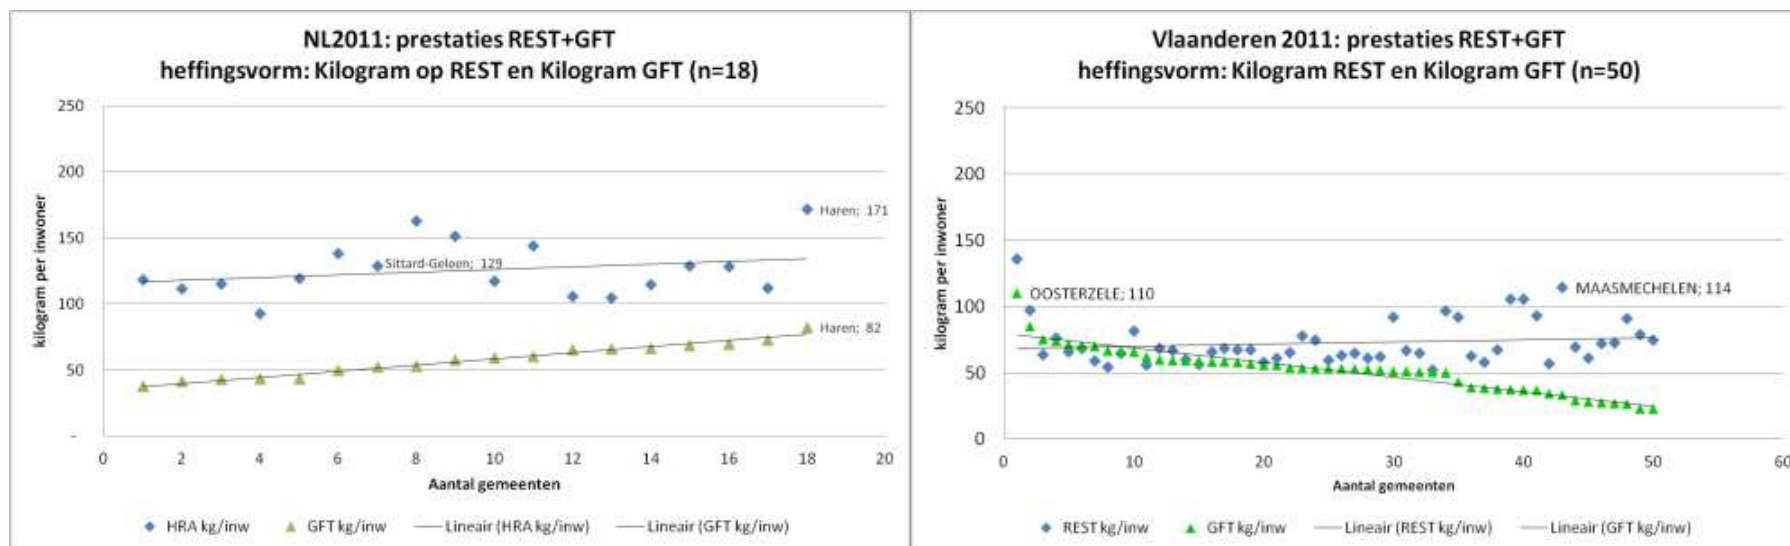 NL2011: prestaties REST+GFT
heffingsvorm: Kilogram op REST en Kilogram GFT (n=18)
kilogram per inwoner
250
200
150
100
50
-
Haren; 171
Sittard-Geleen; 129
Haren; 82
0 2 4 6 8 10 12 14 16 18 20
Aantal gemeenten
HRA kg/inw GFT kg/inw Lineair (HRA kg/inw) Lineair (GFT kg/inw)
Vlaanderen 2011: prestaties REST+GFT
heffingsvorm: Kilogram REST en Kilogram GFT (n=50)
kilogram per inwoner
250
200
150
100
50
0
OOSTERZELE; 110
MAASMECHELEN; 114
0 10 20 30 40 50 60
Aantal gemeenten
REST kg/inw GFT kg/inw Lineair (REST kg/inw) Lineair (GFT kg/inw)